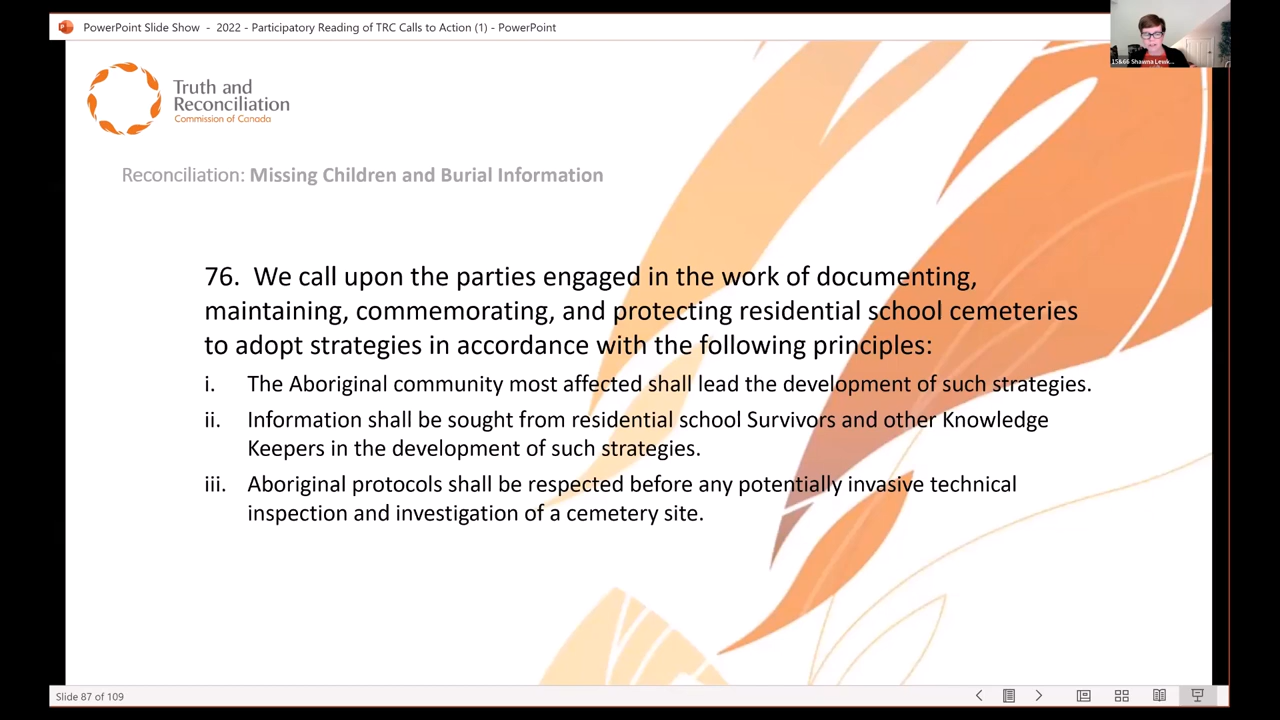 PowerPoint Slide Show - 2022 - Participatory Reading of TRC Calls to Action (1) - PowerPoint
15&66 Shawna Lewk...
Truth and
Reconciliation
Commission of Canada
Reconciliation: Missing Children and Burial Information
76. We call upon the parties engaged in the work of documenting,
maintaining, commemorating, and protecting residential school cemeteries
to adopt strategies in accordance with the following principles:
i. The Aboriginal community most affected shall lead the development of such strategies.
ii. Information shall be sought from residential school Survivors and other Knowledge
Keepers in the development of such strategies.
iii. Aboriginal protocols shall be respected before any potentially invasive technical
inspection and investigation of a cemetery site.
Slide 87 of 109